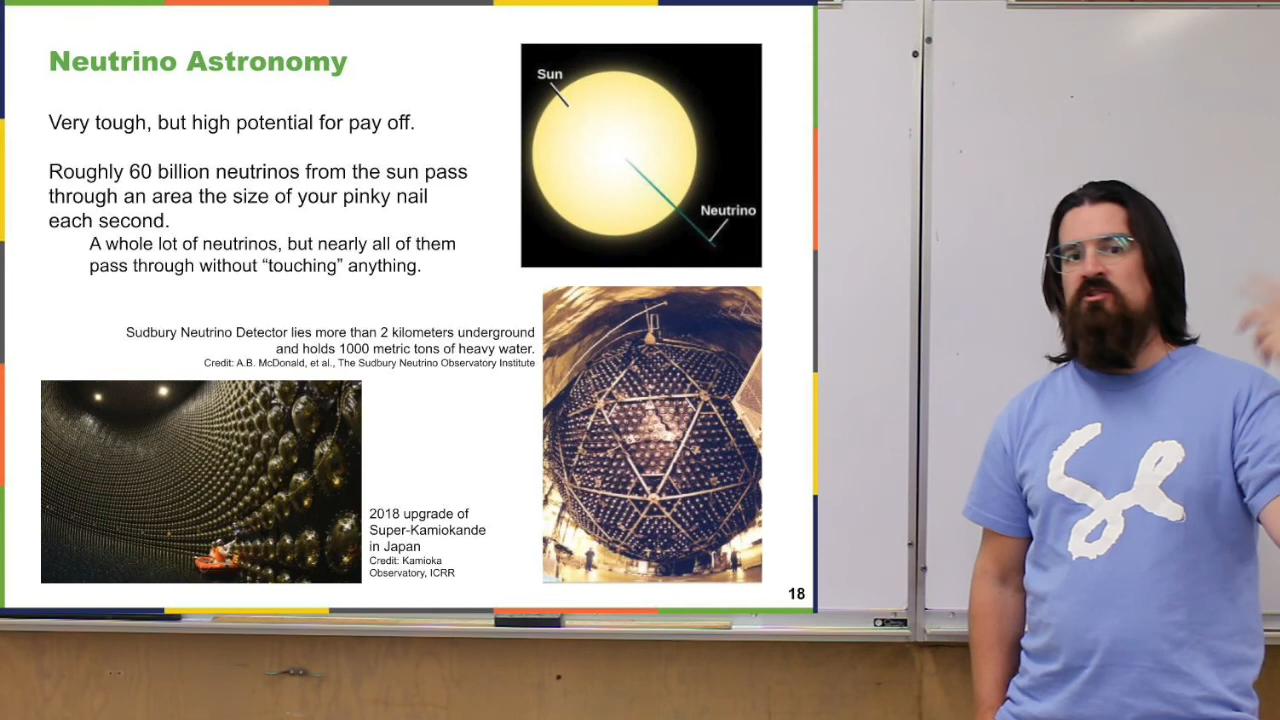 Neutrino Astronomy
Very tough, but high potential for pay off.
Roughly 60 billion neutrinos from the sun pass
through an area the size of your pinky nail
each second.
A whole lot of neutrinos, but nearly all of them
pass through without “touching” anything.
Sun
Neutrino
Sudbury Neutrino Detector lies more than 2 kilometers underground
and holds 1000 metric tons of heavy water.
Credit: A.B. McDonald, et al., The Sudbury Neutrino Observatory Institute
2018 upgrade of
Super-Kamiokande
in Japan
Credit: Kamioka
Observatory, ICRR
18